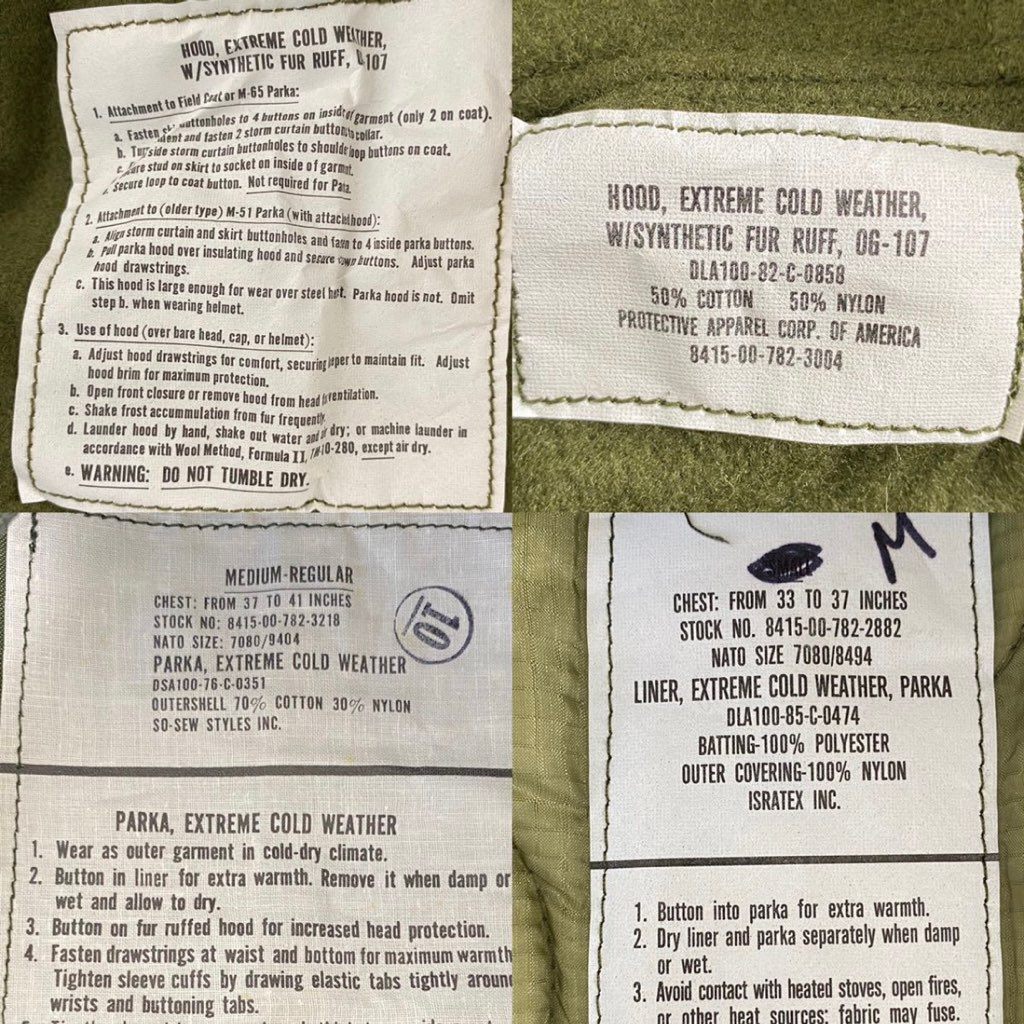 HOOD, EXTREME COLD WEATHER,
W/SYNTHETIC FUR RUFF, 107
1. Attachment to Field Coat or M-65 Parka:
a. Fasten buttonholes to 4 buttons on inside of garment (only 2 on coat).
and fasten 2 storm curtain buttons to collar.
b. storm curtain buttonholes to shoulder loop buttons on coat.
c. stud on skirt to socket on inside of garment.
Secure loop to coat button. Not required for
2. Attachment to (older type) M-51 Parka (with attached hood):
a. Align storm curtain and skirt buttonholes and to 4 inside parka buttons.
b. Pull parka hood over insulating hood and secure buttons. Adjust parka
hood drawstrings.
c. This hood is large enough for wear over steel Parka hood is not. Omit
step b. when wearing helmet.
3. Use of hood (over bare head, cap, or helmet):
a. Adjust hood drawstrings for comfort, securing to maintain fit. Adjust
hood brim for maximum protection.
b. Open front closure or remove hood from head ventilation.
c. Shake frost accummulation from fur frequently
d. Launder hood by hand, shake out water and dry; or machine launder in
accordance with Wool Method, Formula II, 10-280, except air dry.
e. WARNING: DO NOT TUMBLE DRY.
HOOD, EXTREME COLD WEATHER,
W/SYNTHETIC FUR RUFF, OG-107
DLA100-82-C-0858
50% COTTON 50% NYLON
PROTECTIVE APPAREL CORP. OF AMERICA
8415-00-782-3004
MEDIUM-REGULAR
CHEST: FROM 37 TO 41 INCHES
STOCK NO: 8415-00-782-3218
NATO SIZE: 7080/9404
PARKA, EXTREME COLD WEATHER
DSA100-76-C-0351
OUTERSHELL 70% COTTON 30% NYLON
SO-SEW STYLES INC.
10
PARKA, EXTREME COLD WEATHER
1. Wear as outer garment in cold-dry climate.
2. Button in liner for extra warmth. Remove it when damp or
wet and allow to dry.
3. Button on fur ruffed hood for increased head protection.
4. Fasten drawstrings at waist and bottom for maximum warmth
Tighten sleeve cuffs by drawing elastic tabs tightly around
wrists and buttoning tabs.
SMALL
M
CHEST: FROM 33 TO 37 INCHES
STOCK NO. 8415-00-782-2882
NATO SIZE 7080/8494
LINER, EXTREME COLD WEATHER, PARKA
DLA100-85-C-0474
BATTING-100% POLYESTER
OUTER COVERING-100% NYLON
ISRATEX INC.
1. Button into parka for extra warmth.
2. Dry liner and parka separately when damp
or wet.
3. Avoid contact with heated stoves, open fires,
or other heat sources; fabric may fuse.